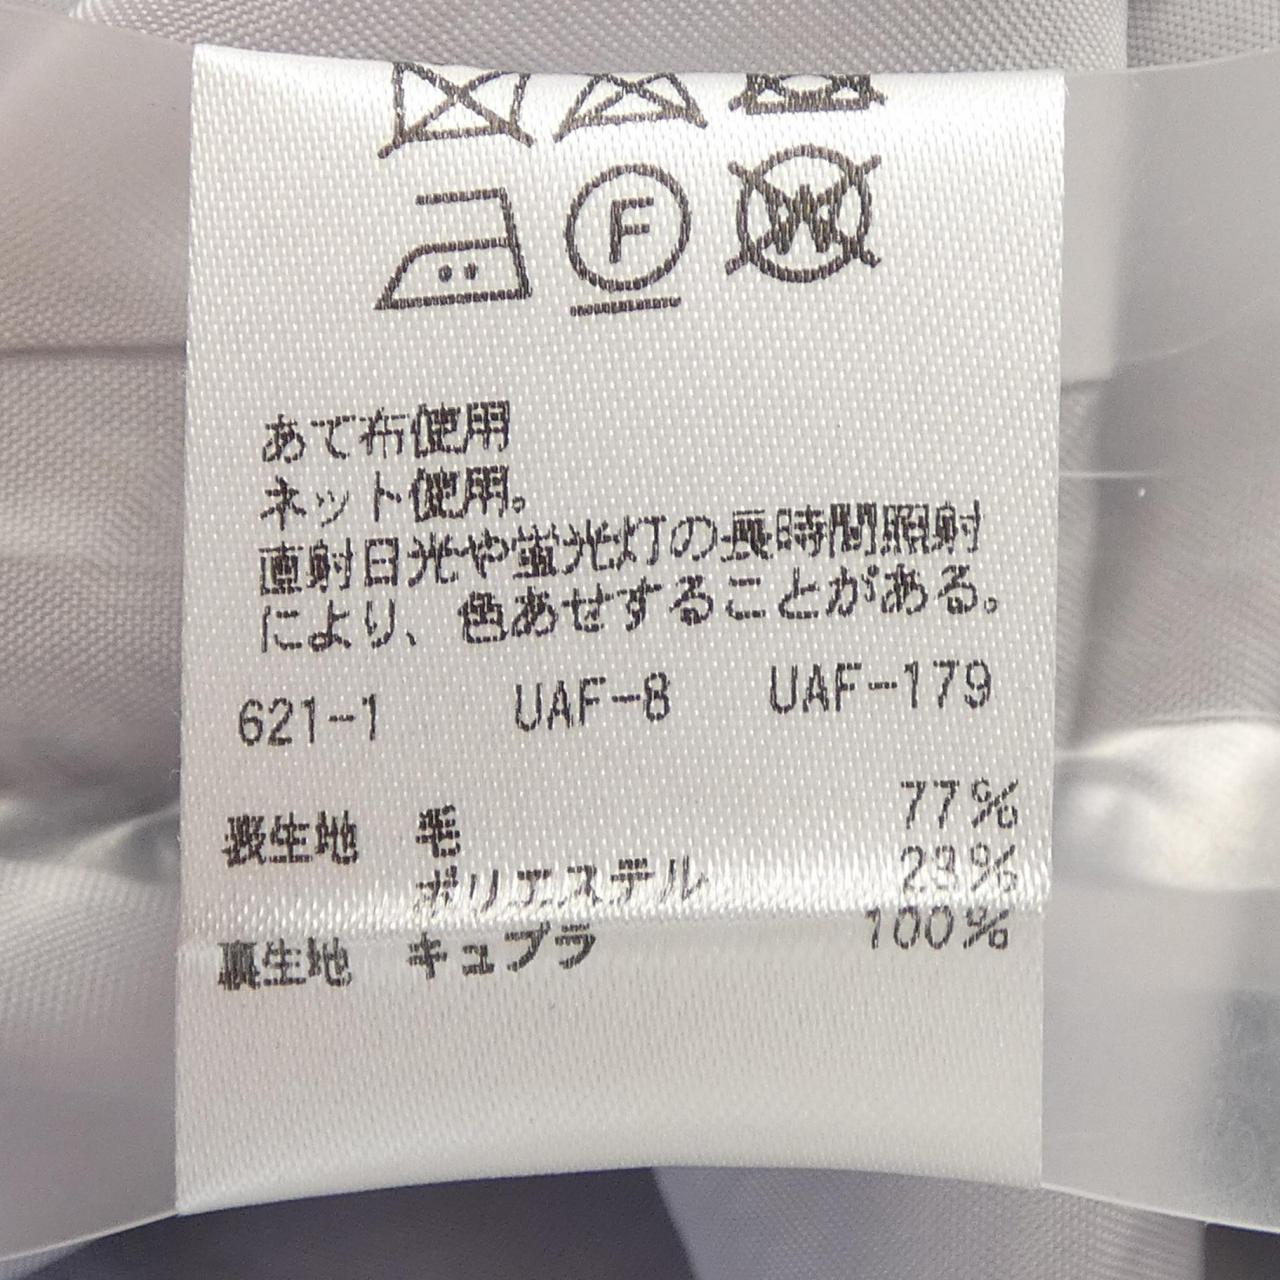 F
W
あて布使用
ネット使用。
直射日光や蛍光灯の長時間照射
により、色あせすることがある。
621-1 UAF-8 UAF-179
表生地 毛 77%
ポリエステル 23%
裏生地 キュプラ 100%